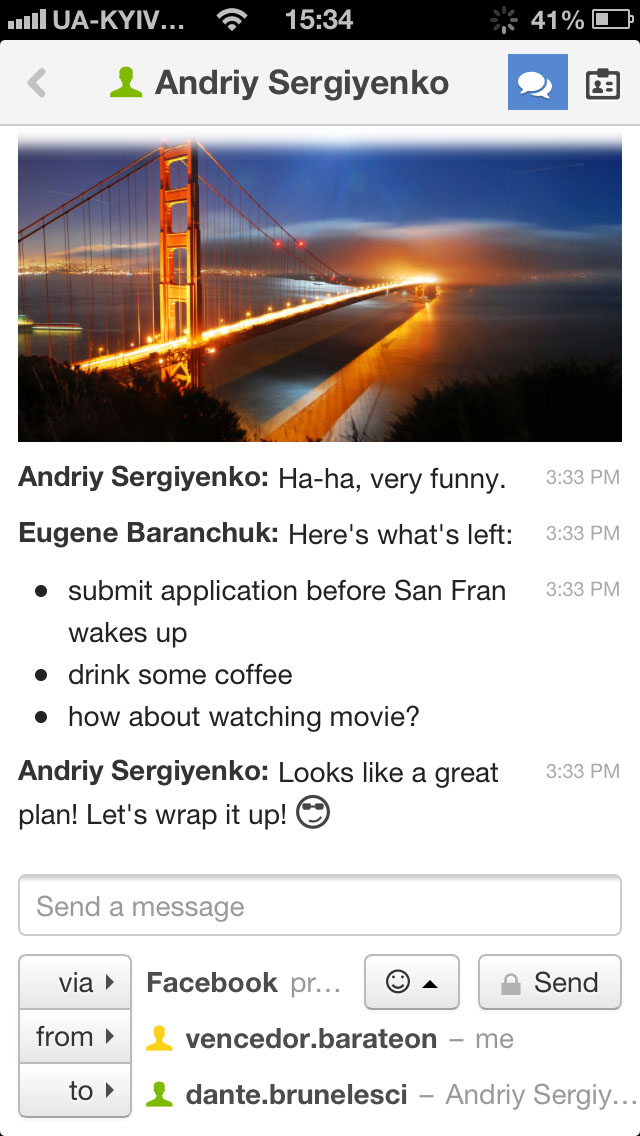 UA-KYIV... 15:34 41%
Andriy Sergiyenko
Andriy Sergiyenko: Ha-ha, very funny. 3:33 PM
Eugene Baranchuk: Here's what's left: 3:33 PM
• submit application before San Fran 3:33 PM
wakes up
• drink some coffee
• how about watching movie?
Andriy Sergiyenko: Looks like a great 3:33 PM
plan! Let's wrap it up!
Send a message
via Facebook pr... Send
from vencedor.barateon – me
to dante.brunelesci – Andriy Sergiy...